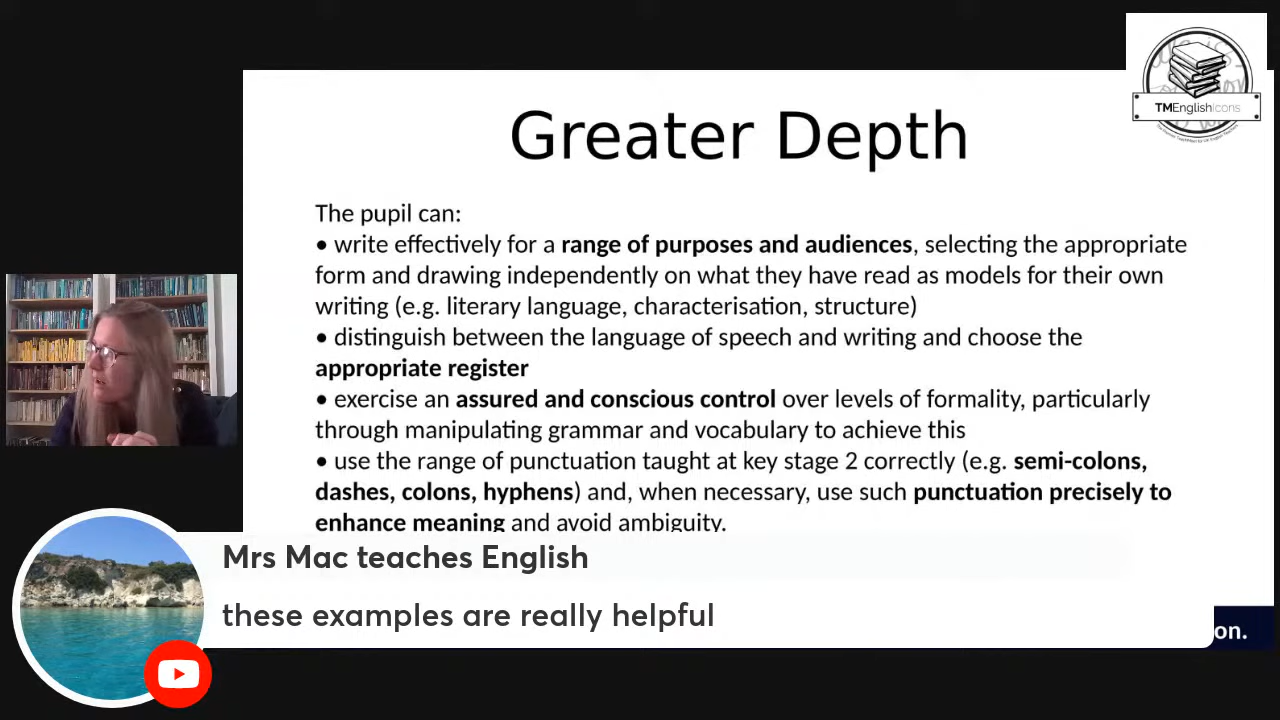 TMEnglishIcons
Greater Depth
The pupil can:
• write effectively for a range of purposes and audiences, selecting the appropriate
form and drawing independently on what they have read as models for their own
writing (e.g. literary language, characterisation, structure)
• distinguish between the language of speech and writing and choose the
appropriate register
• exercise an assured and conscious control over levels of formality, particularly
through manipulating grammar and vocabulary to achieve this
• use the range of punctuation taught at key stage 2 correctly (e.g. semi-colons,
dashes, colons, hyphens) and, when necessary, use such punctuation precisely to
enhance meaning and avoid ambiguity.
Mrs Mac teaches English
these examples are really helpful
on.